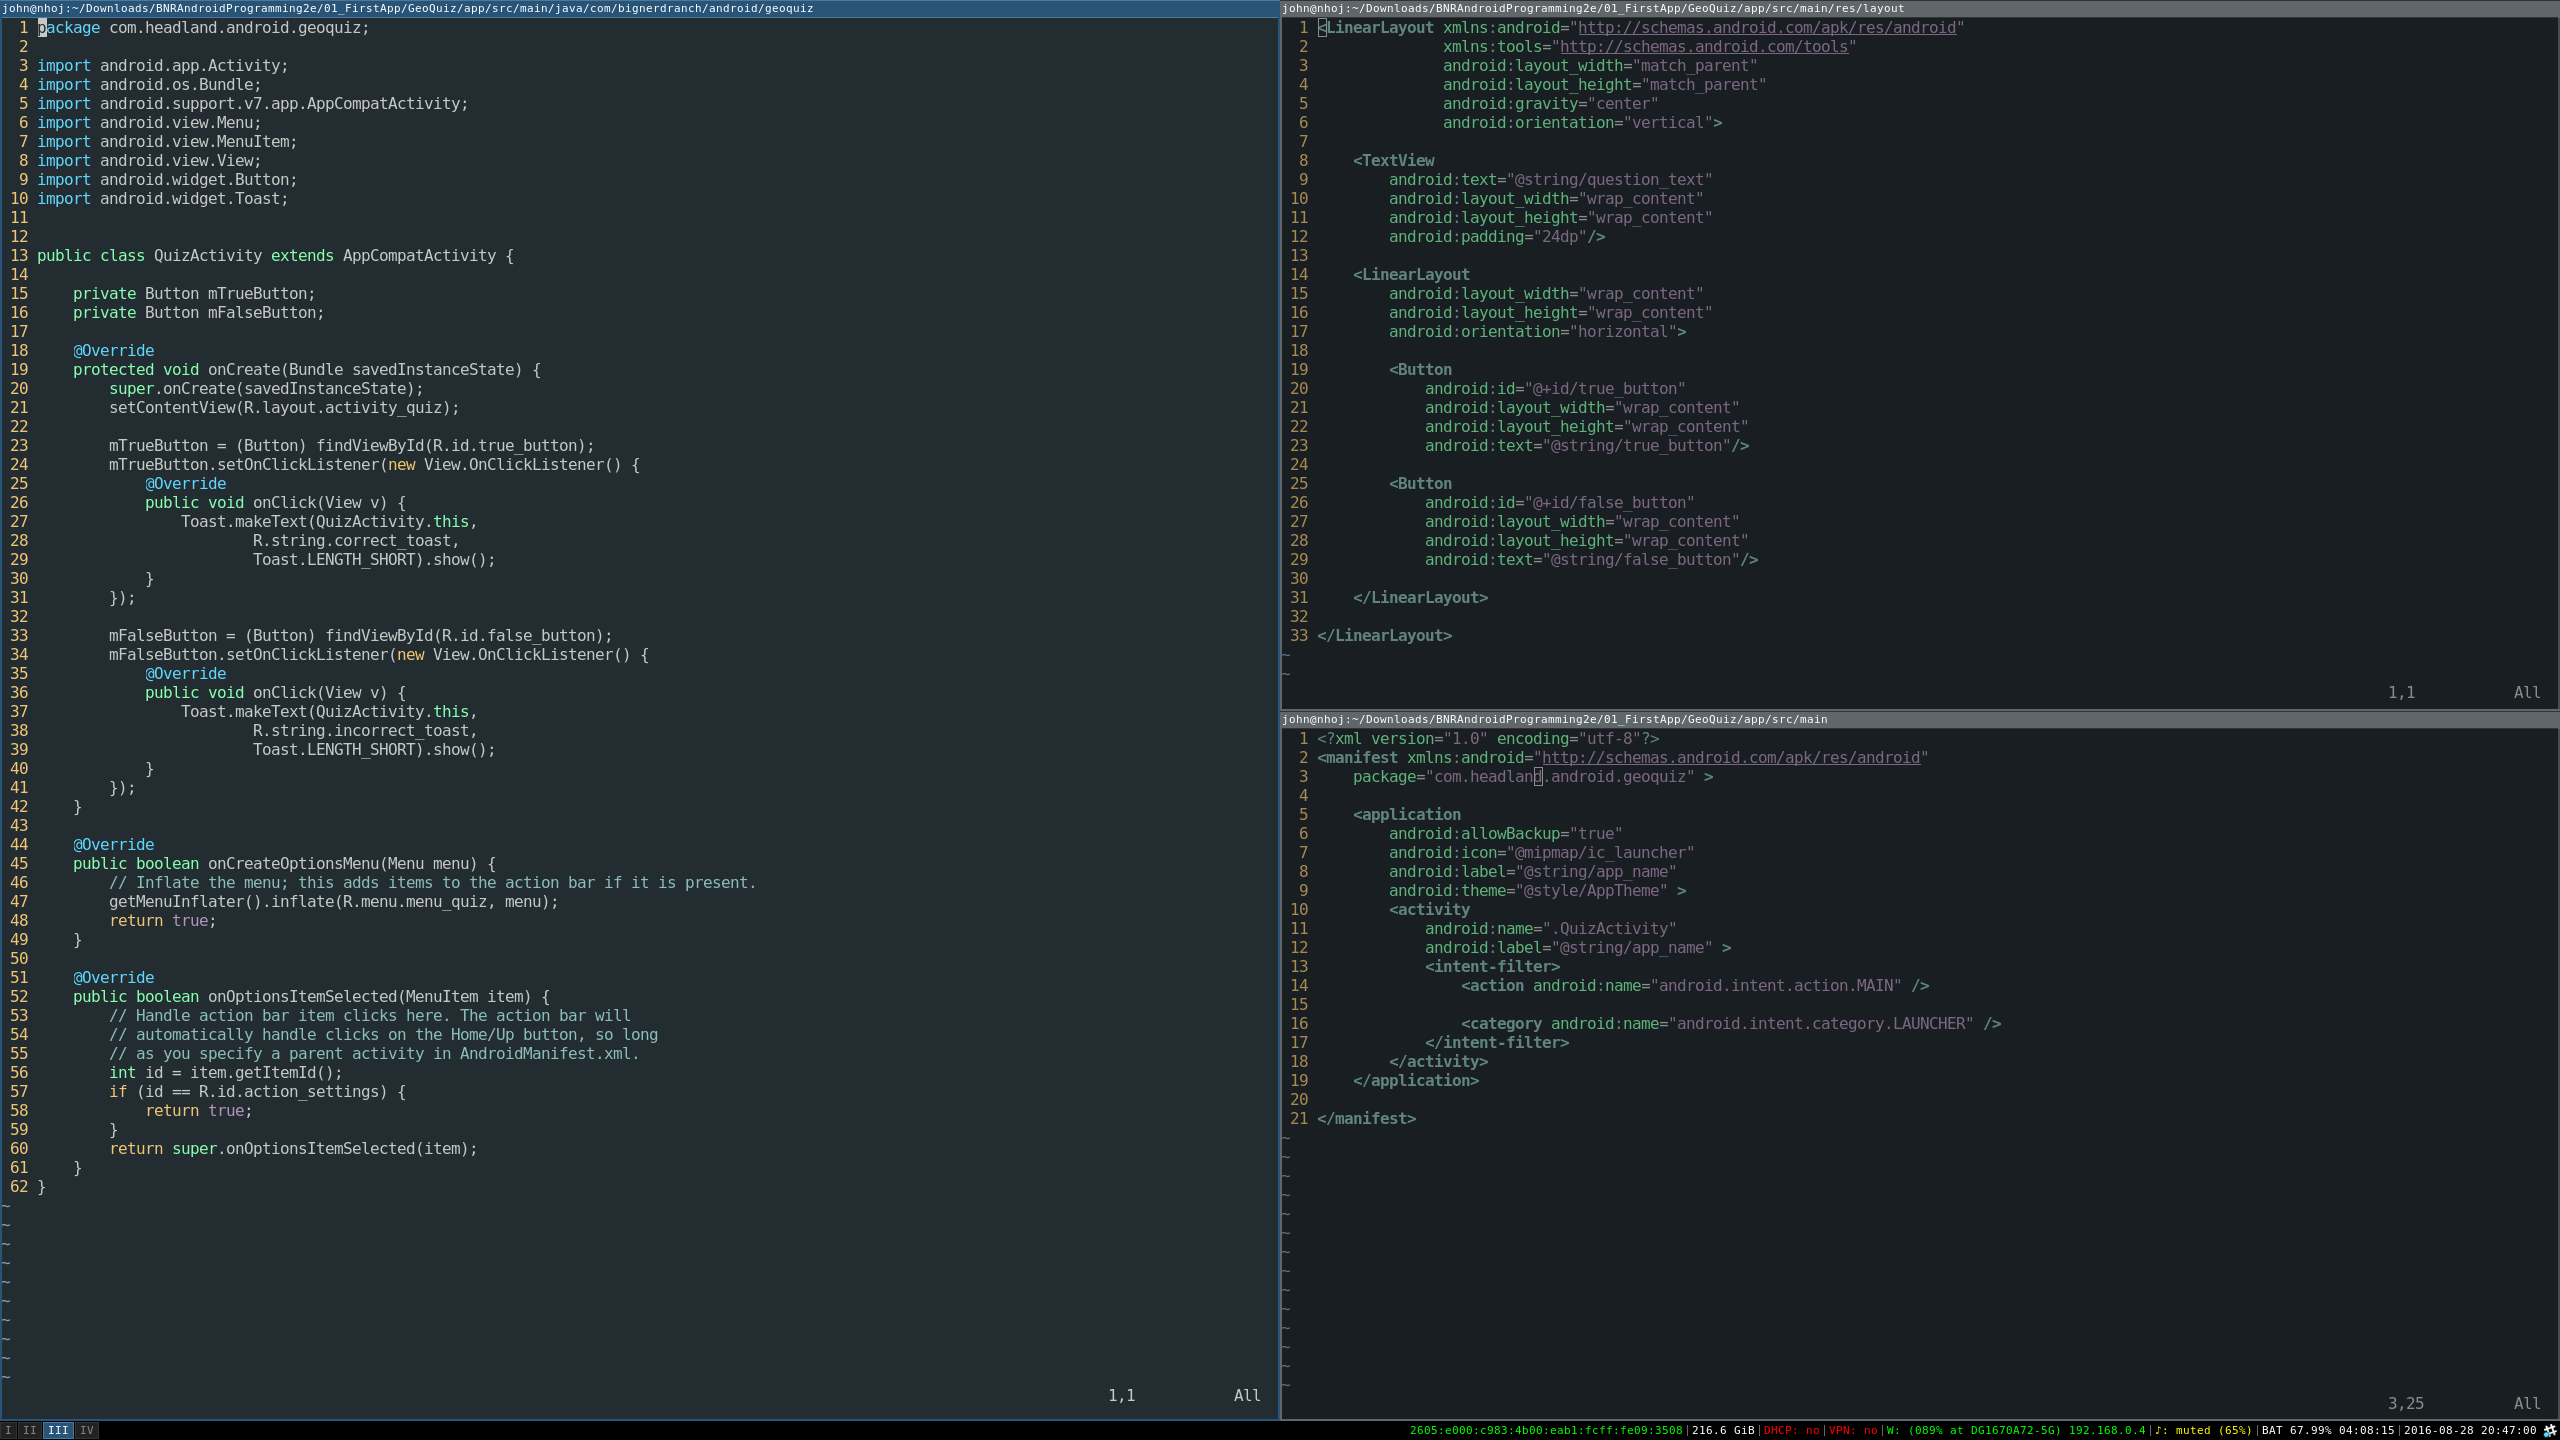 john@nhoj:~/Downloads/BNRAndroidProgramming2e/01_FirstApp/GeoQuiz/app/src/main/java/com/bignerdranch/android/geoquiz
1 package com.headland.android.geoquiz;
2
3 import android.app.Activity;
4 import android.os.Bundle;
5 import android.support.v7.app.AppCompatActivity;
6 import android.view.Menu;
7 import android.view.MenuItem;
8 import android.view.View;
9 import android.widget.Button;
10 import android.widget.Toast;
11
12
13 public class QuizActivity extends AppCompatActivity {
14
15     private Button mTrueButton;
16     private Button mFalseButton;
17
18     @Override
19     protected void onCreate(Bundle savedInstanceState) {
20         super.onCreate(savedInstanceState);
21         setContentView(R.layout.activity_quiz);
22
23         mTrueButton = (Button) findViewById(R.id.true_button);
24         mTrueButton.setOnClickListener(new View.OnClickListener() {
25             @Override
26             public void onClick(View v) {
27                 Toast.makeText(QuizActivity.this,
28                         R.string.correct_toast,
29                         Toast.LENGTH_SHORT).show();
30             }
31         });
32
33         mFalseButton = (Button) findViewById(R.id.false_button);
34         mFalseButton.setOnClickListener(new View.OnClickListener() {
35             @Override
36             public void onClick(View v) {
37                 Toast.makeText(QuizActivity.this,
38                         R.string.incorrect_toast,
39                         Toast.LENGTH_SHORT).show();
40             }
41         });
42     }
43
44     @Override
45     public boolean onCreateOptionsMenu(Menu menu) {
46         // Inflate the menu; this adds items to the action bar if it is present.
47         getMenuInflater().inflate(R.menu.menu_quiz, menu);
48         return true;
49     }
50
51     @Override
52     public boolean onOptionsItemSelected(MenuItem item) {
53         // Handle action bar item clicks here. The action bar will
54         // automatically handle clicks on the Home/Up button, so long
55         // as you specify a parent activity in AndroidManifest.xml.
56         int id = item.getItemId();
57         if (id == R.id.action_settings) {
58             return true;
59         }
60         return super.onOptionsItemSelected(item);
61     }
62 }
~
~
~
~
~
~
~
~
~
~
1,1 All
john@nhoj:~/Downloads/BNRAndroidProgramming2e/01_FirstApp/GeoQuiz/app/src/main/res/layout
1 <LinearLayout xmlns:android="http://schemas.android.com/apk/res/android"
2               xmlns:tools="http://schemas.android.com/tools"
3               android:layout_width="match_parent"
4               android:layout_height="match_parent"
5               android:gravity="center"
6               android:orientation="vertical">
7
8     <TextView
9         android:text="@string/question_text"
10         android:layout_width="wrap_content"
11         android:layout_height="wrap_content"
12         android:padding="24dp"/>
13
14     <LinearLayout
15         android:layout_width="wrap_content"
16         android:layout_height="wrap_content"
17         android:orientation="horizontal">
18
19         <Button
20             android:id="@+id/true_button"
21             android:layout_width="wrap_content"
22             android:layout_height="wrap_content"
23             android:text="@string/true_button"/>
24
25         <Button
26             android:id="@+id/false_button"
27             android:layout_width="wrap_content"
28             android:layout_height="wrap_content"
29             android:text="@string/false_button"/>
30
31     </LinearLayout>
32
33 </LinearLayout>
~
~
1,1 All
john@nhoj:~/Downloads/BNRAndroidProgramming2e/01_FirstApp/GeoQuiz/app/src/main
1 <?xml version="1.0" encoding="utf-8"?>
2 <manifest xmlns:android="http://schemas.android.com/apk/res/android"
3     package="com.headland.android.geoquiz" >
4
5     <application
6         android:allowBackup="true"
7         android:icon="@mipmap/ic_launcher"
8         android:label="@string/app_name"
9         android:theme="@style/AppTheme" >
10         <activity
11             android:name=".QuizActivity"
12             android:label="@string/app_name" >
13             <intent-filter>
14                 <action android:name="android.intent.action.MAIN" />
15
16                 <category android:name="android.intent.category.LAUNCHER" />
17             </intent-filter>
18         </activity>
19     </application>
20
21 </manifest>
~
~
~
~
~
~
~
~
~
~
~
~
~
~
3,25 All
I II III IV
2605:e000:c983:4b00:eab1:fcff:fe09:3508|216.6 GiB|DHCP: no|VPN: no|W: (089% at DG1670A72-5G) 192.168.0.4|♪: muted (65%)|BAT 67.99% 04:08:15|2016-08-28 20:47:00